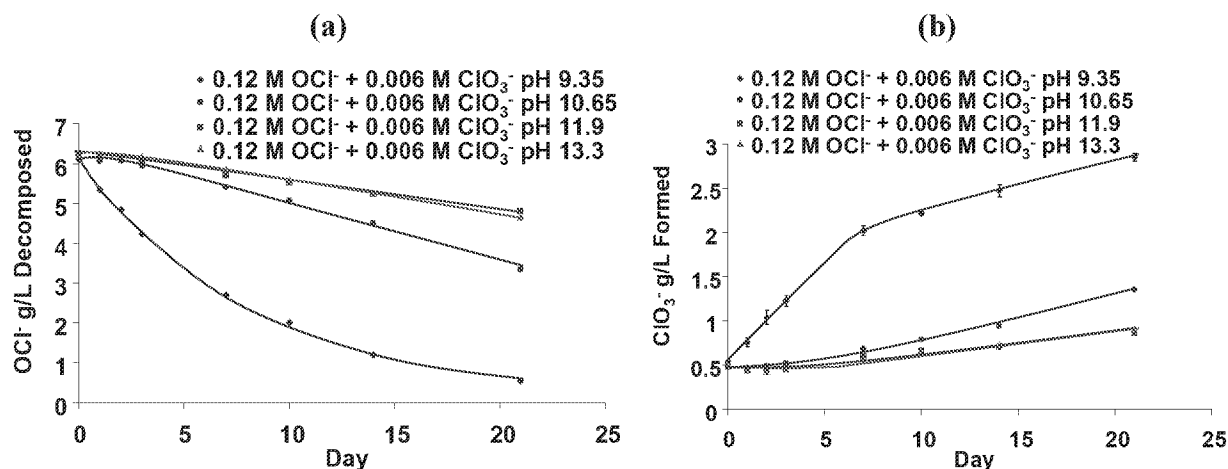 (a)
0.12 M OCl⁻ + 0.006 M ClO₃⁻ pH 9.35
0.12 M OCl⁻ + 0.006 M ClO₃⁻ pH 10.65
0.12 M OCl⁻ + 0.006 M ClO₃⁻ pH 11.9
0.12 M OCl⁻ + 0.006 M ClO₃⁻ pH 13.3
OCl⁻ g/L Decomposed
7
6
5
4
3
2
1
0
0 5 10 15 20 25
Day
(b)
0.12 M OCl⁻ + 0.006 M ClO₃⁻ pH 9.35
0.12 M OCl⁻ + 0.006 M ClO₃⁻ pH 10.65
0.12 M OCl⁻ + 0.006 M ClO₃⁻ pH 11.9
0.12 M OCl⁻ + 0.006 M ClO₃⁻ pH 13.3
ClO₃⁻ g/L Formed
3
2.5
2
1.5
1
0.5
0
0 5 10 15 20 25
Day